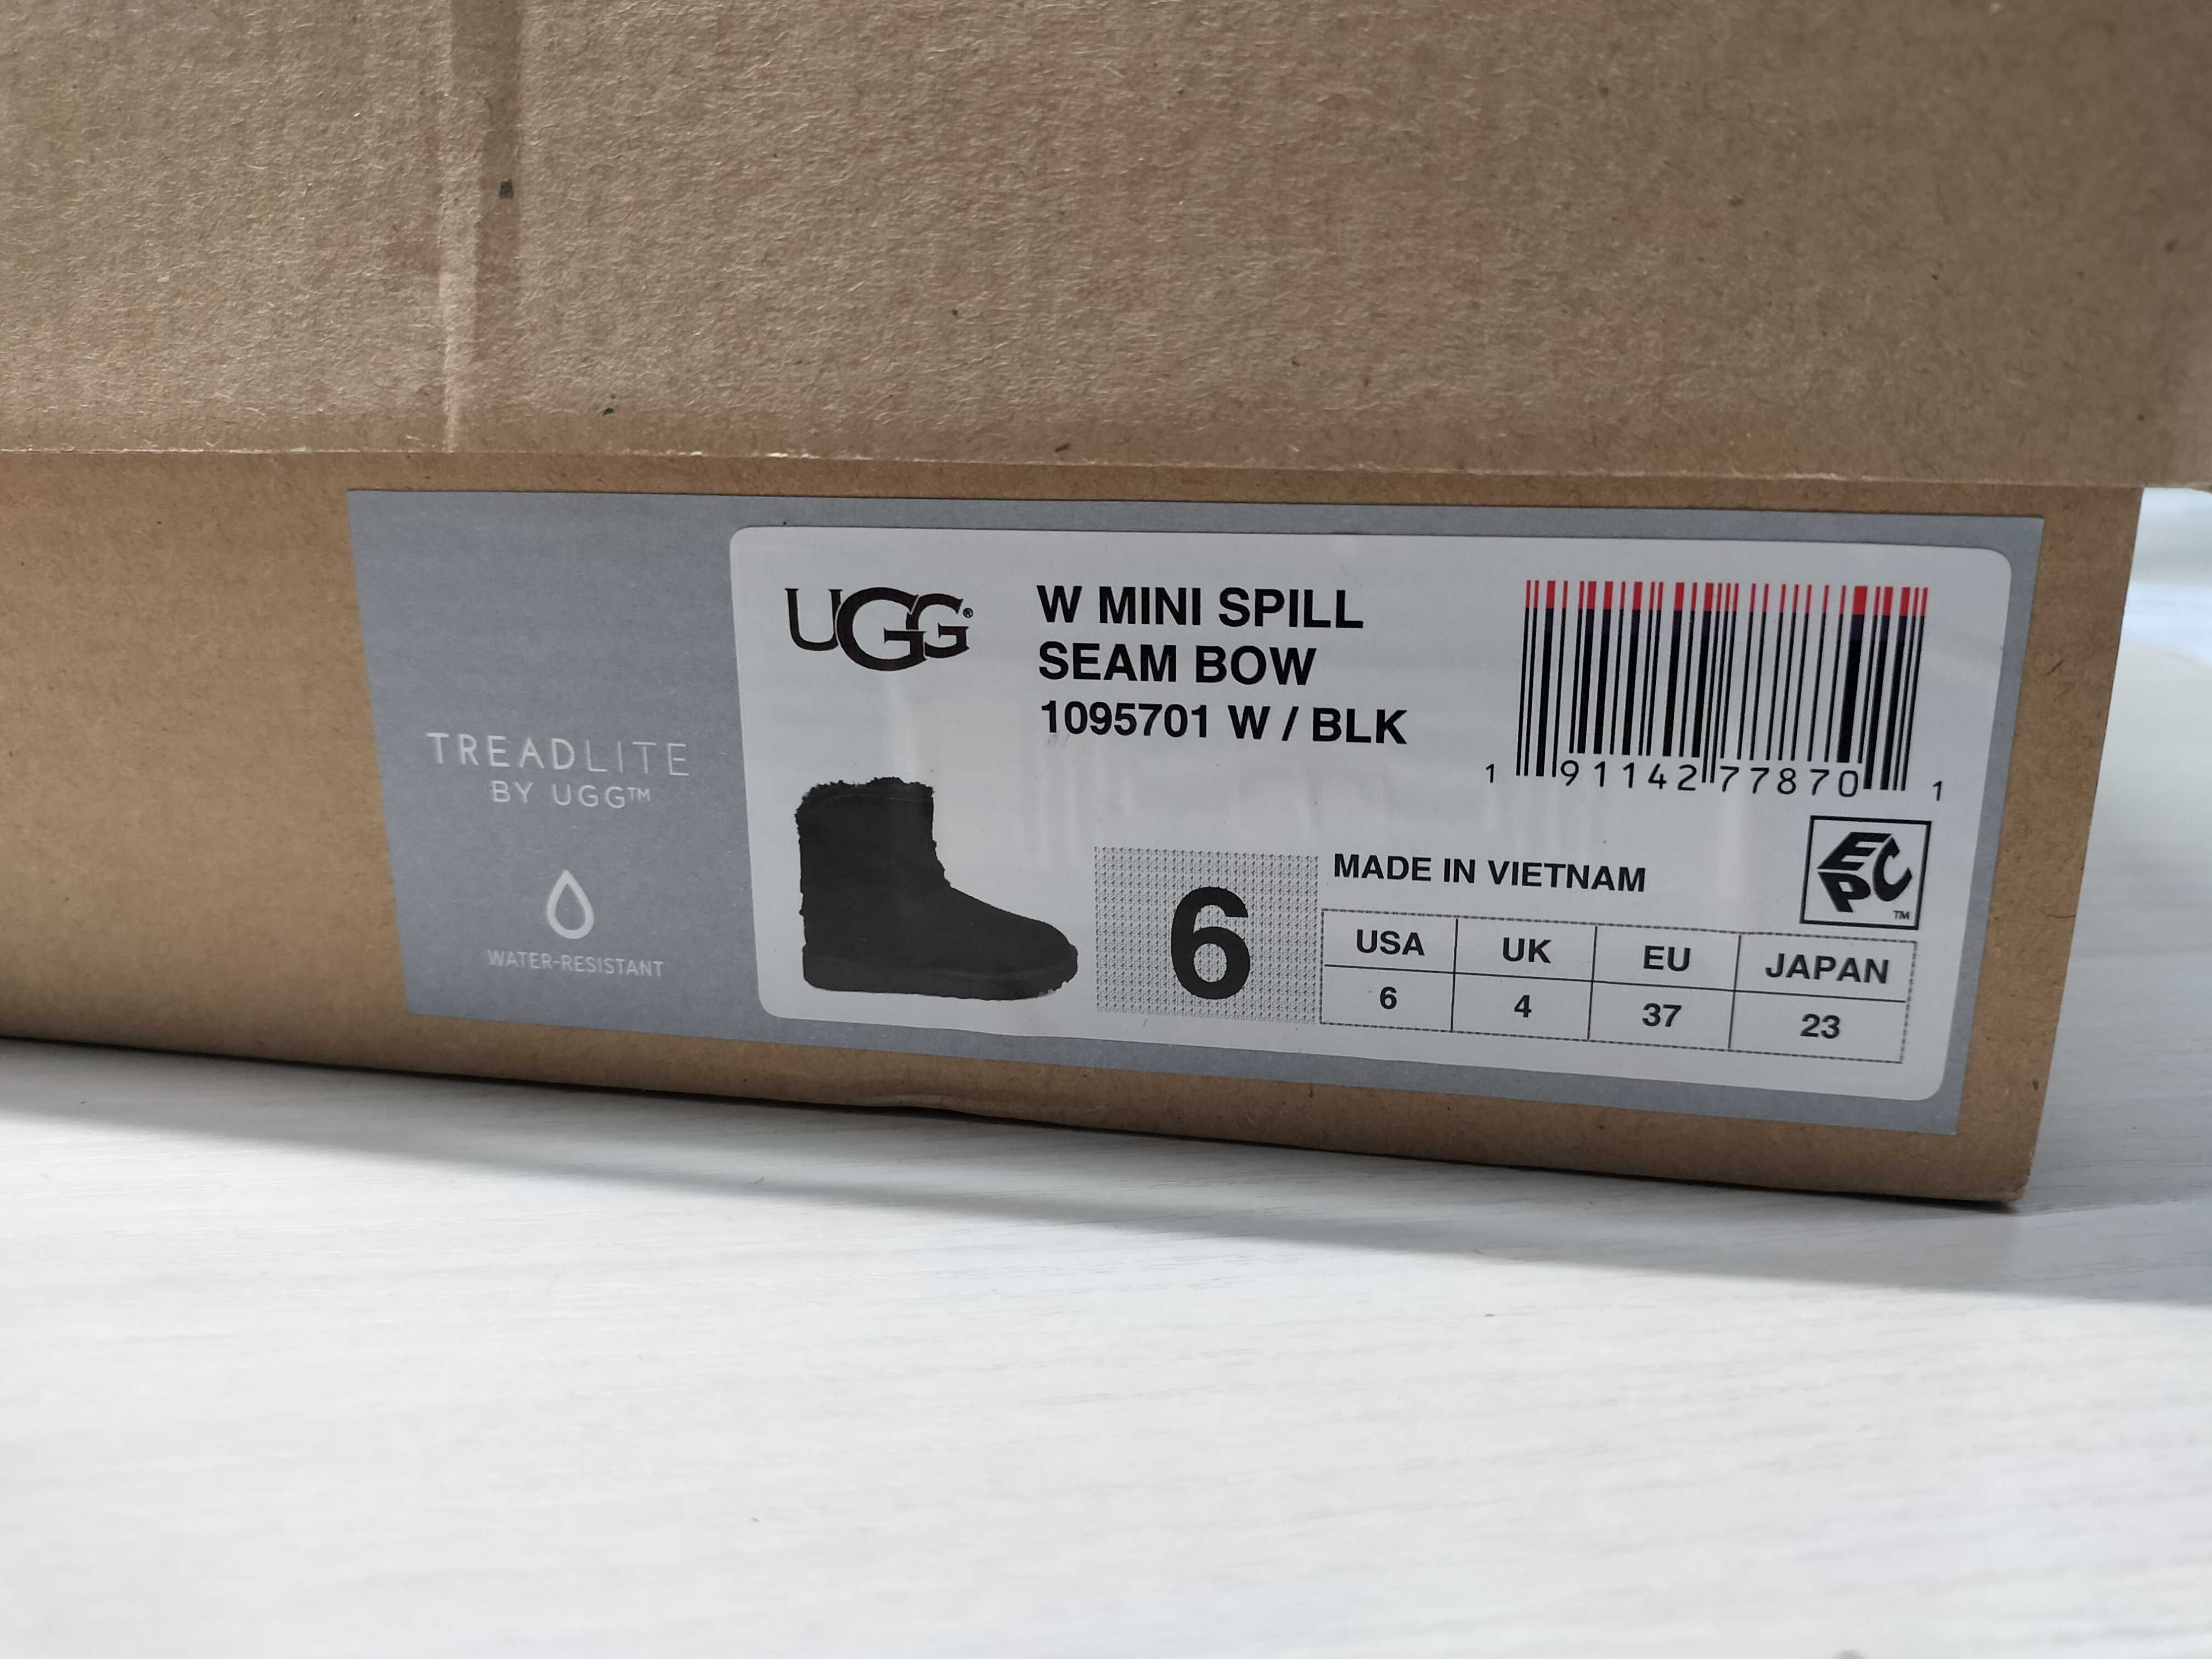 TREADLITE
BY UGG™
WATER-RESISTANT
UGG®
W MINI SPILL
SEAM BOW
1095701 W / BLK
1 91142 77870 1
EPC™
MADE IN VIETNAM
6
USA UK EU JAPAN
6 4 37 23